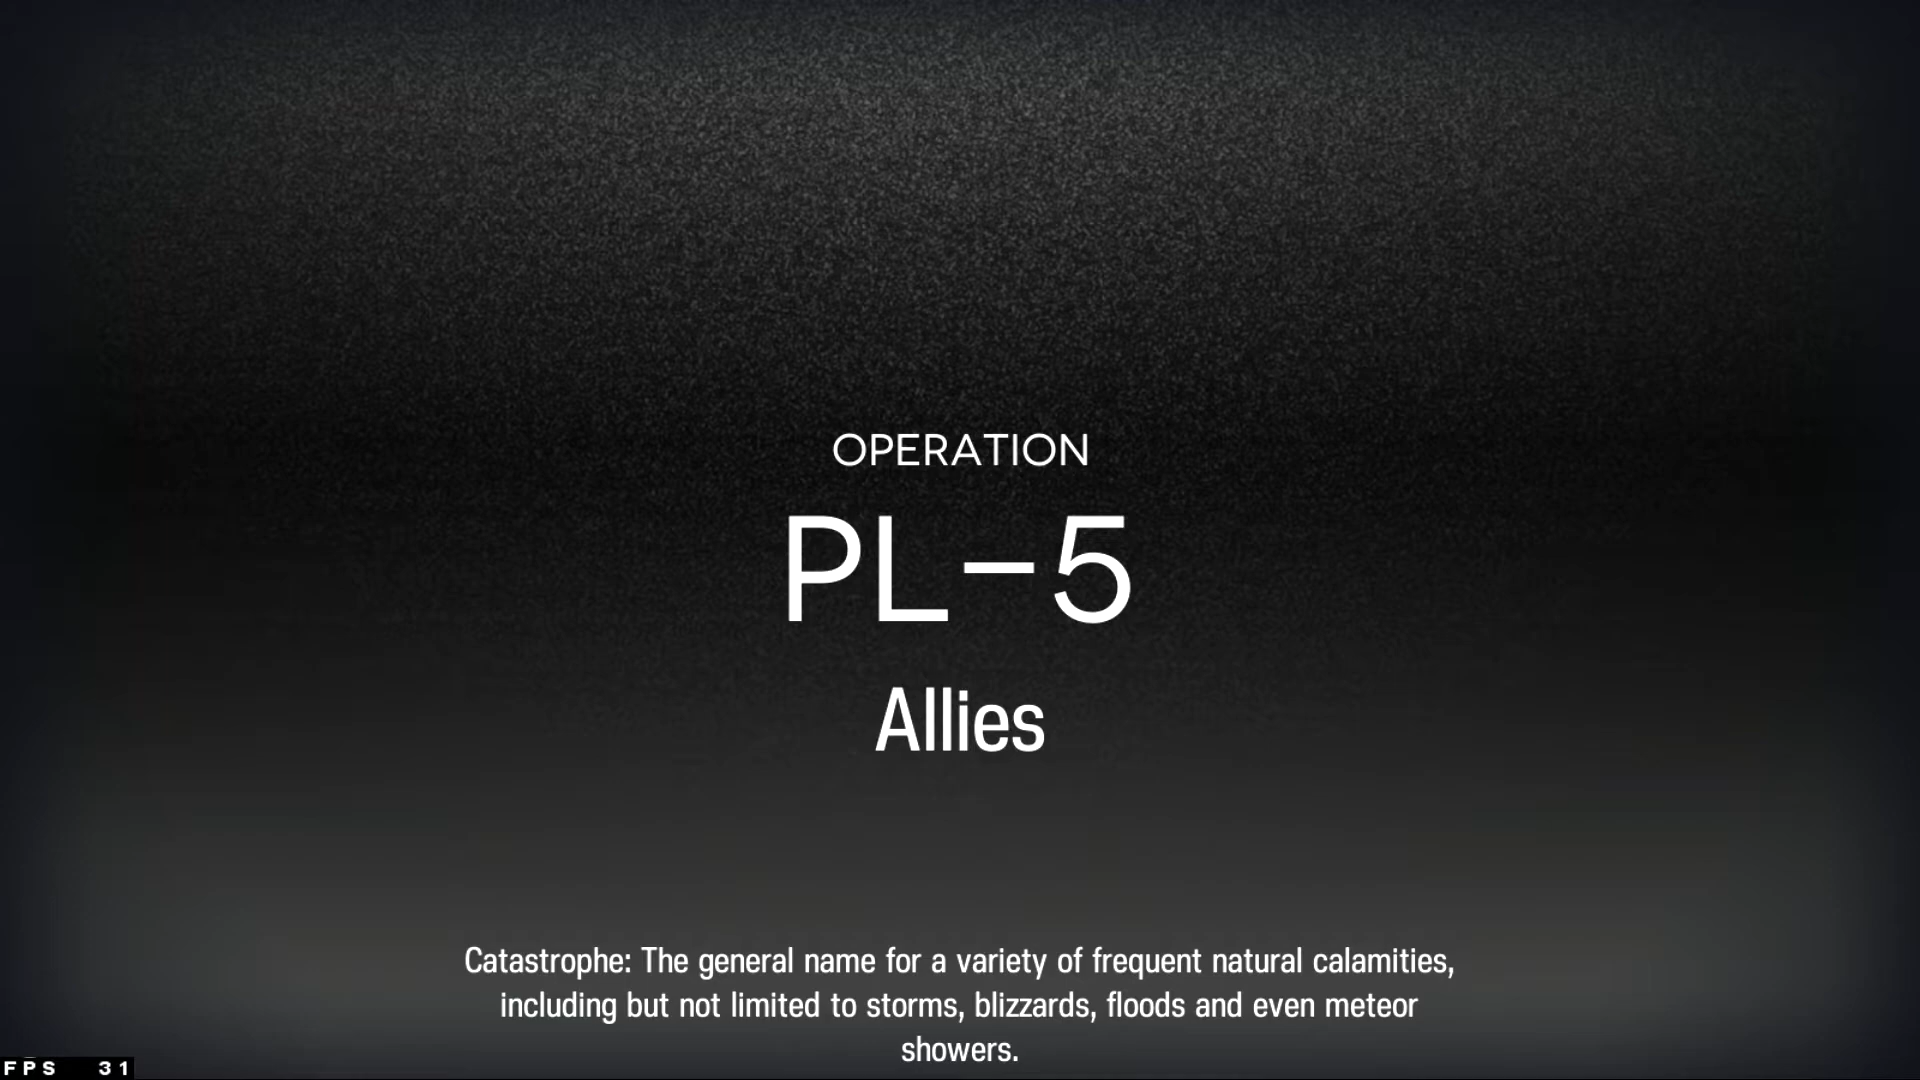 OPERATION
PL-5
Allies
Catastrophe: The general name for a variety of frequent natural calamities,
including but not limited to storms, blizzards, floods and even meteor
showers.
FPS 31